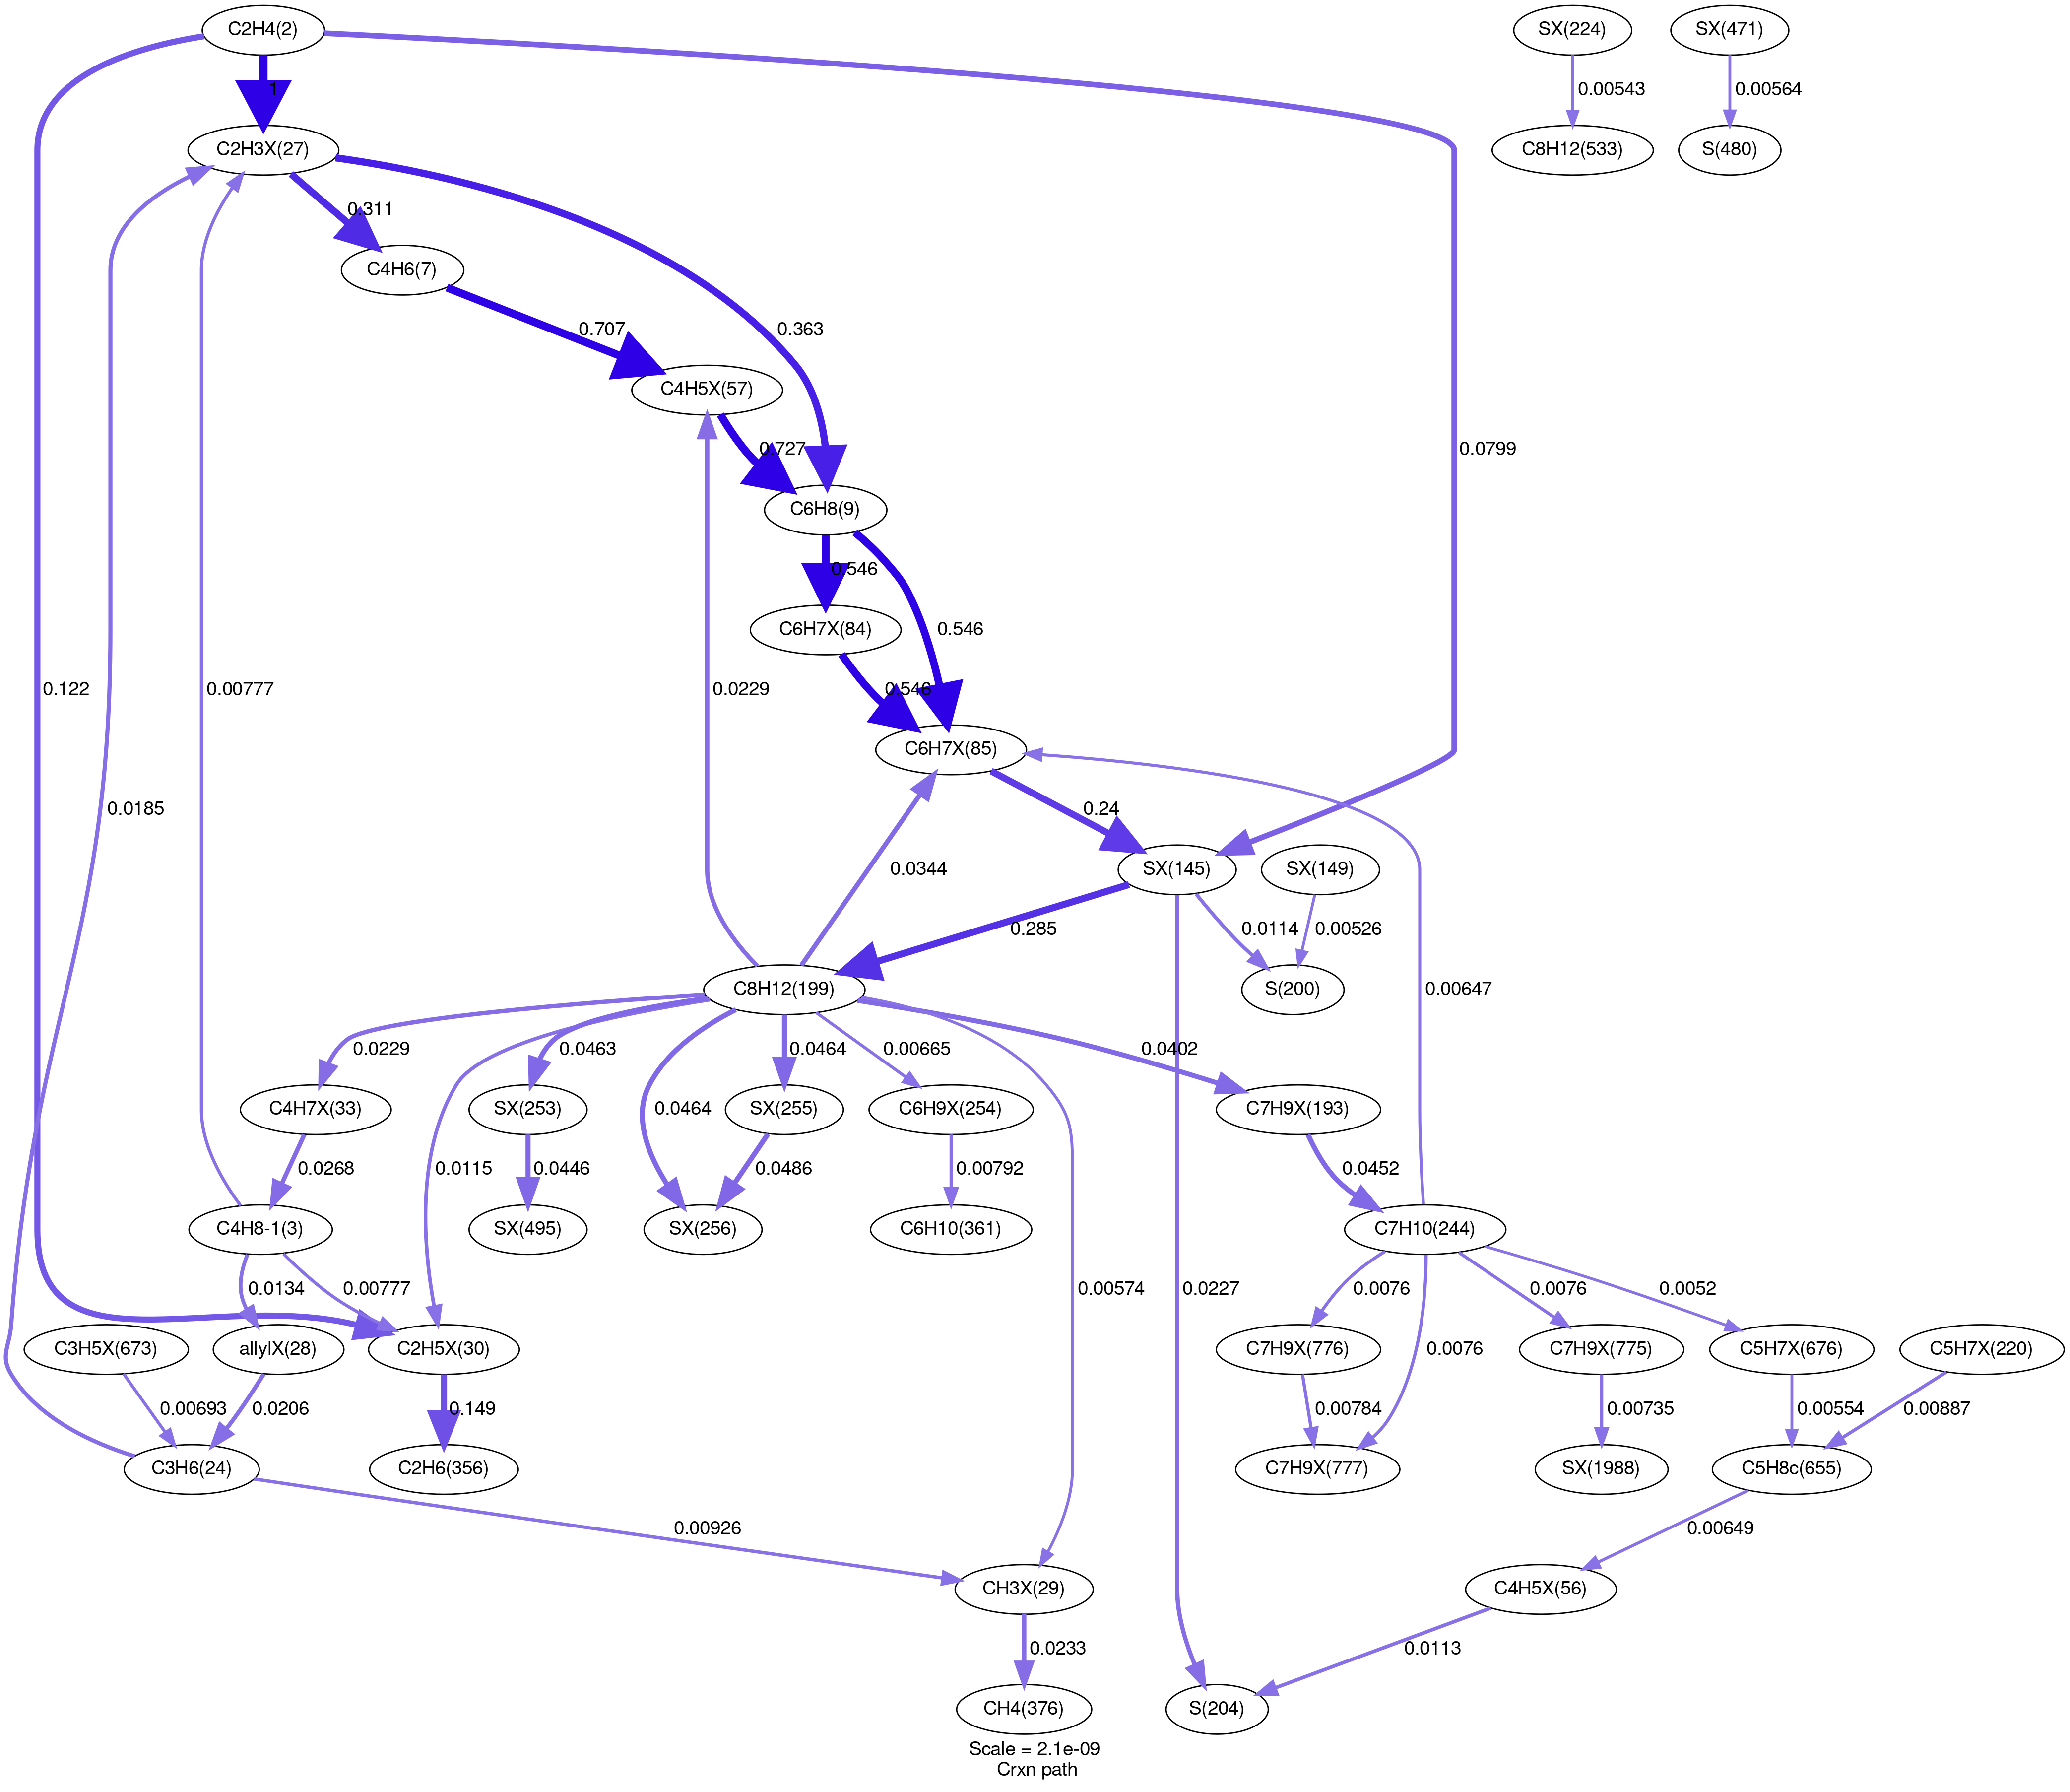 C2H4(2)
SX(224)
SX(471)
1
0.00543
0.00564
C2H3X(27)
C8H12(533)
S(480)
0.311
C4H6(7)
0.707
0.363
C4H5X(57)
0.727
0.0799
C6H8(9)
0.546
0.546
C6H7X(84)
0.122
0.00777
0.0229
0.546
C6H7X(85)
0.0185
0.24
0.0344
SX(145)
SX(149)
0.285
0.0114
0.00526
0.00647
C8H12(199)
S(200)
0.0229
0.0463
0.0464
0.00665
0.0402
C4H7X(33)
SX(253)
0.0464
SX(255)
C6H9X(254)
C7H9X(193)
0.0268
0.0115
0.0446
0.0486
0.00792
0.0452
C4H8-1(3)
SX(495)
SX(256)
C6H10(361)
C7H10(244)
0.0134
0.00777
0.00574
0.0227
0.0076
0.0076
0.0052
C3H5X(673)
allylX(28)
C2H5X(30)
C7H9X(776)
0.0076
C7H9X(775)
C5H7X(676)
C5H7X(220)
0.00693
0.0206
0.149
0.00784
0.00735
0.00554
0.00887
C3H6(24)
C2H6(356)
C7H9X(777)
SX(1988)
C5H8c(655)
0.00926
0.00649
CH3X(29)
C4H5X(56)
0.0233
0.0113
CH4(376)
S(204)
Scale = 2.1e-09
Crxn path